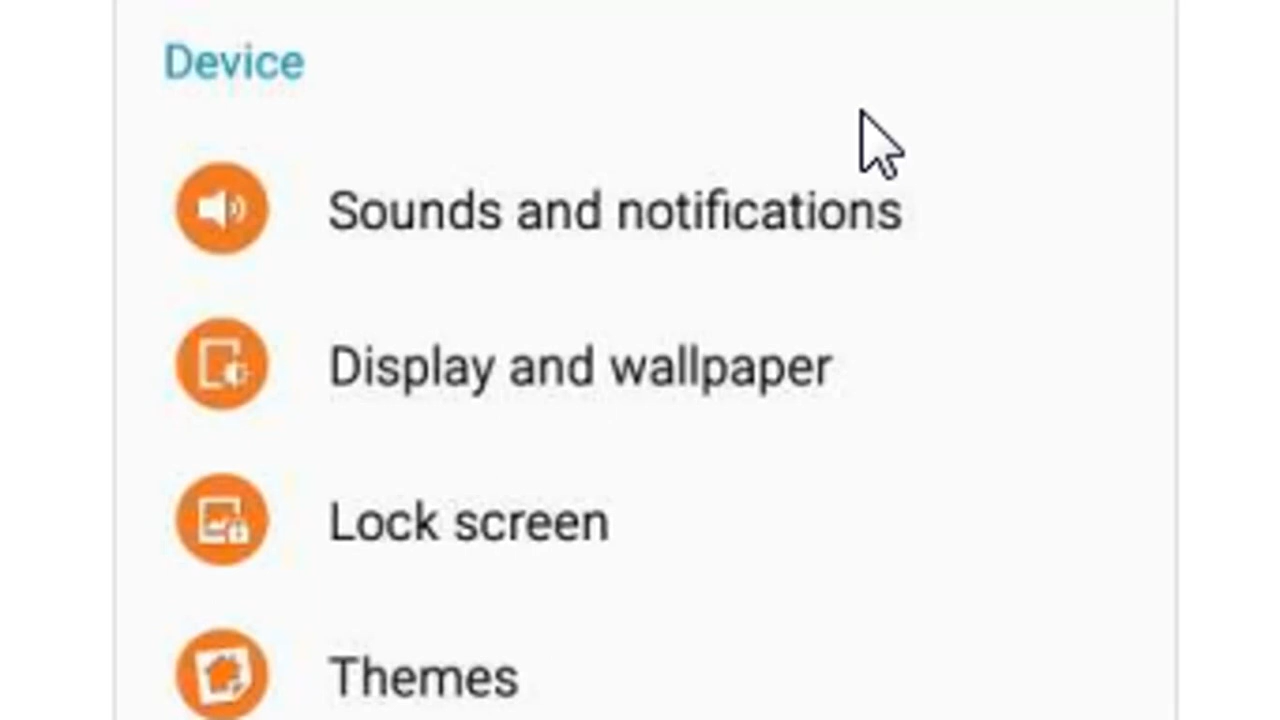 Device
Sounds and notifications
Display and wallpaper
Lock screen
Themes